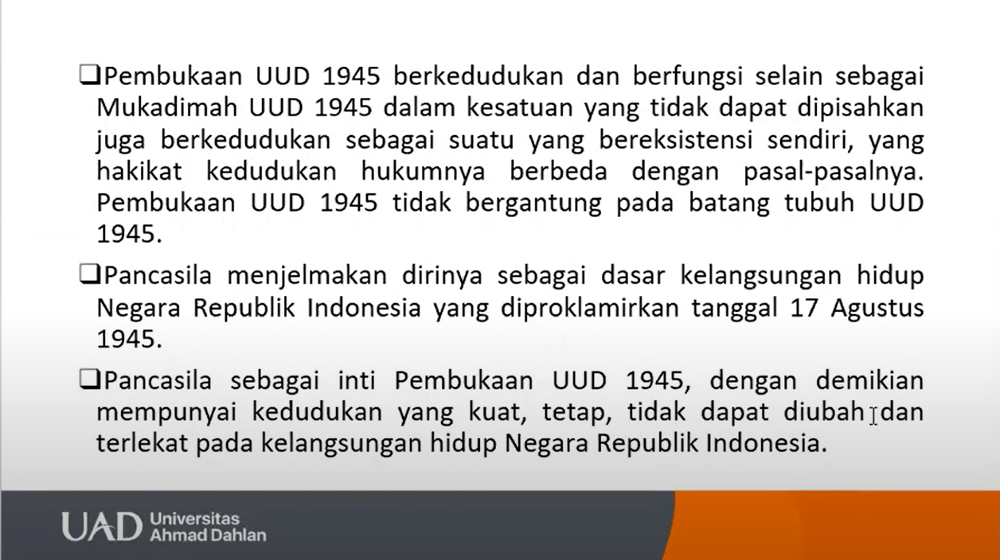 ❑Pembukaan UUD 1945 berkedudukan dan berfungsi selain sebagai
Mukadimah UUD 1945 dalam kesatuan yang tidak dapat dipisahkan
juga berkedudukan sebagai suatu yang bereksistensi sendiri, yang
hakikat kedudukan hukumnya berbeda dengan pasal-pasalnya.
Pembukaan UUD 1945 tidak bergantung pada batang tubuh UUD
1945.
❑Pancasila menjelmakan dirinya sebagai dasar kelangsungan hidup
Negara Republik Indonesia yang diproklamirkan tanggal 17 Agustus
1945.
❑Pancasila sebagai inti Pembukaan UUD 1945, dengan demikian
mempunyai kedudukan yang kuat, tetap, tidak dapat diubah dan
terlekat pada kelangsungan hidup Negara Republik Indonesia.
UAD Universitas
Ahmad Dahlan